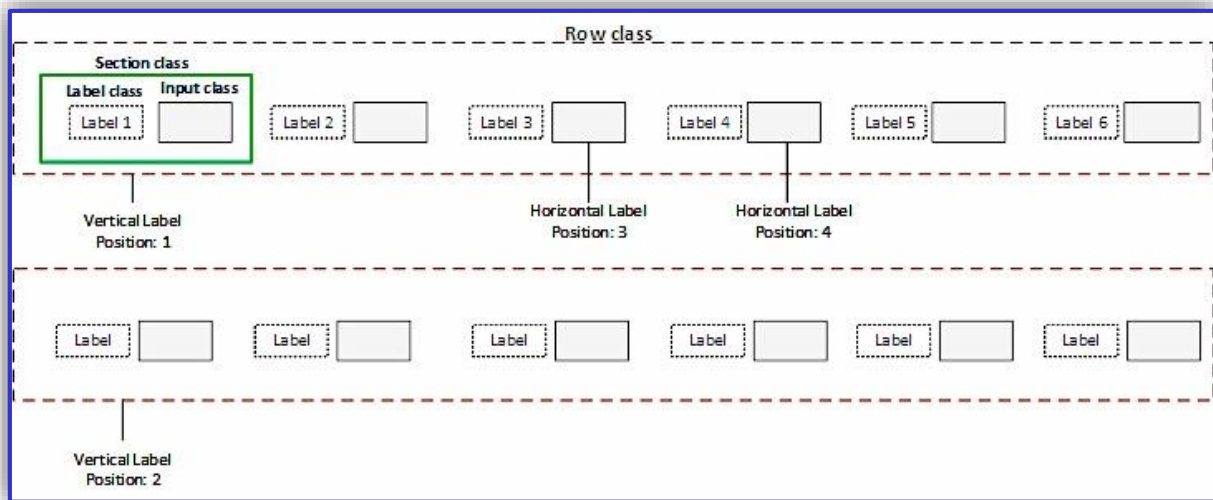 Row class
Section class
Label class Input class
Label 1 Label 2 Label 3 Label 4 Label 5 Label 6
Vertical Label
Position: 1
Horizontal Label
Position: 3
Horizontal Label
Position: 4
Label Label Label Label Label Label
Vertical Label
Position: 2